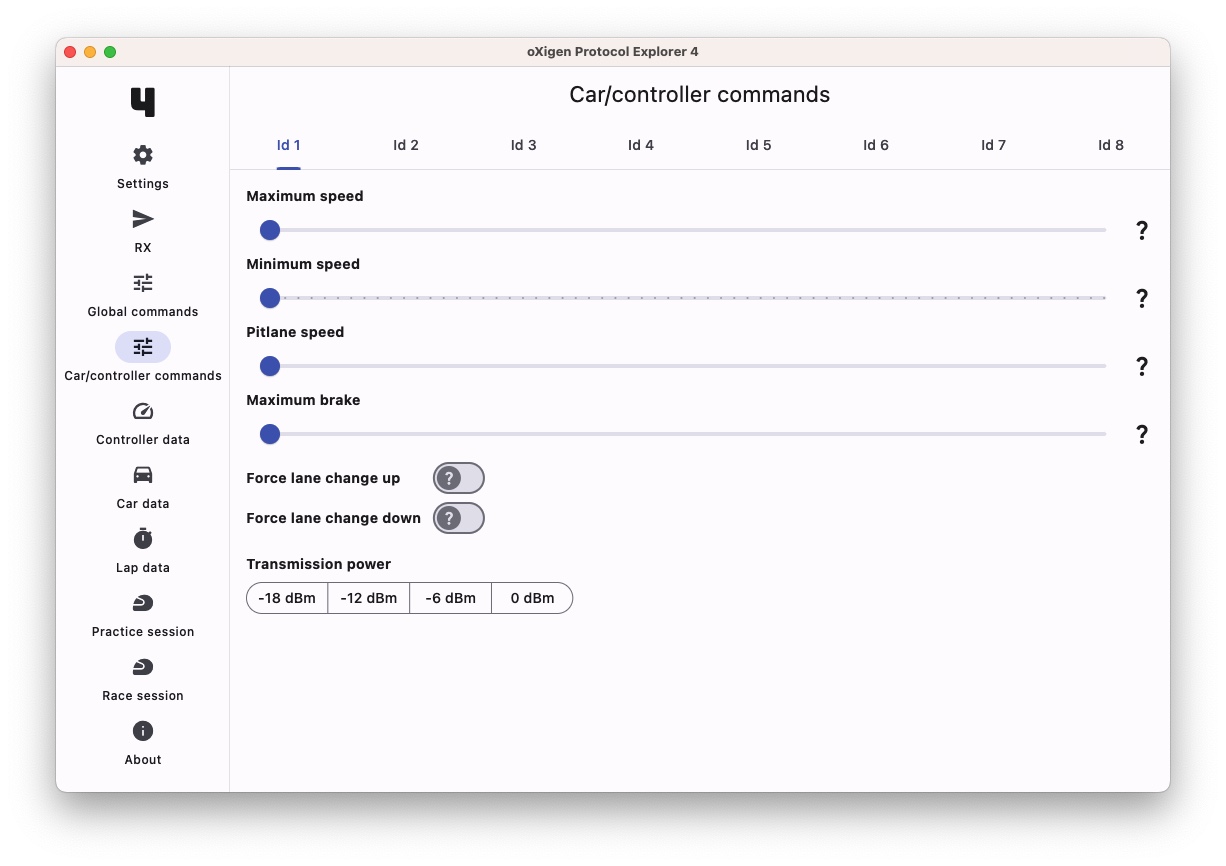 oXigen Protocol Explorer 4
Settings
RX
Global commands
Car/controller commands
Controller data
Car data
Lap data
Practice session
Race session
About
Car/controller commands
Id 1 Id 2 Id 3 Id 4 Id 5 Id 6 Id 7 Id 8
Maximum speed
?
Minimum speed
?
Pitlane speed
?
Maximum brake
?
Force lane change up ?
Force lane change down ?
Transmission power
-18 dBm -12 dBm -6 dBm 0 dBm